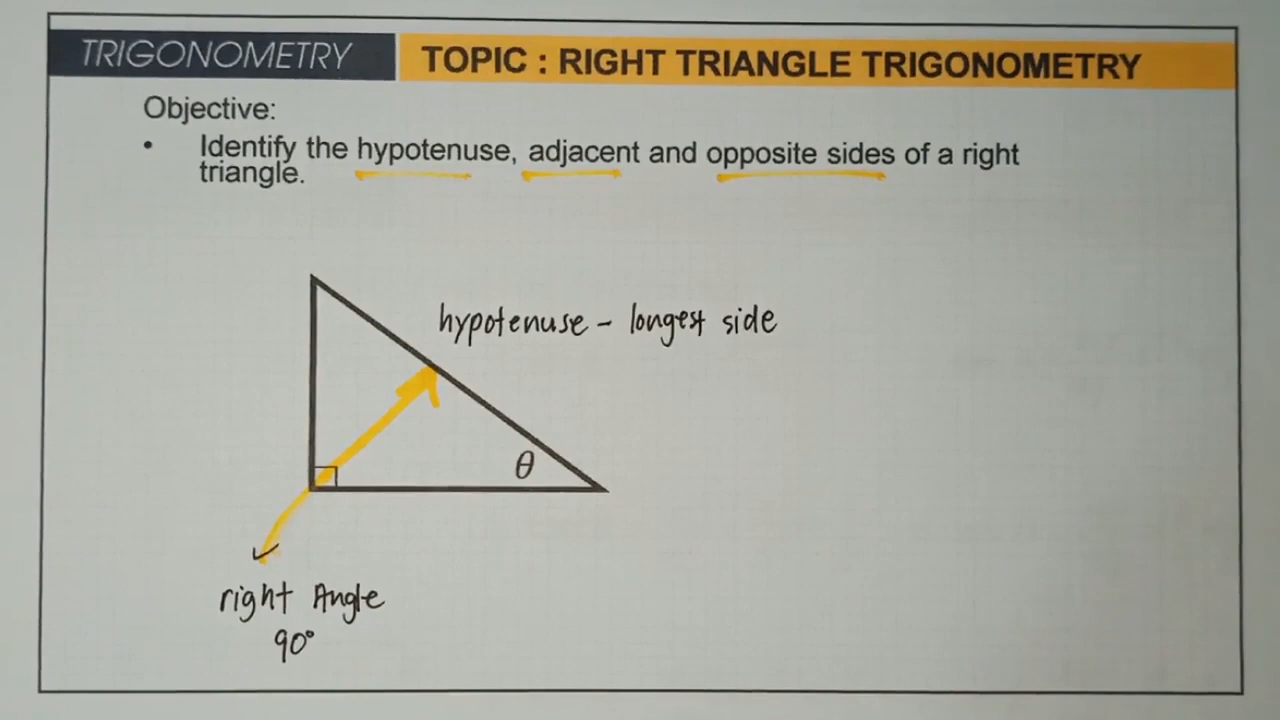 TRIGONOMETRY
TOPIC : RIGHT TRIANGLE TRIGONOMETRY
Objective:
• Identify the hypotenuse, adjacent and opposite sides of a right
triangle.
hypotenuse - longest side
θ
right Angle
90°